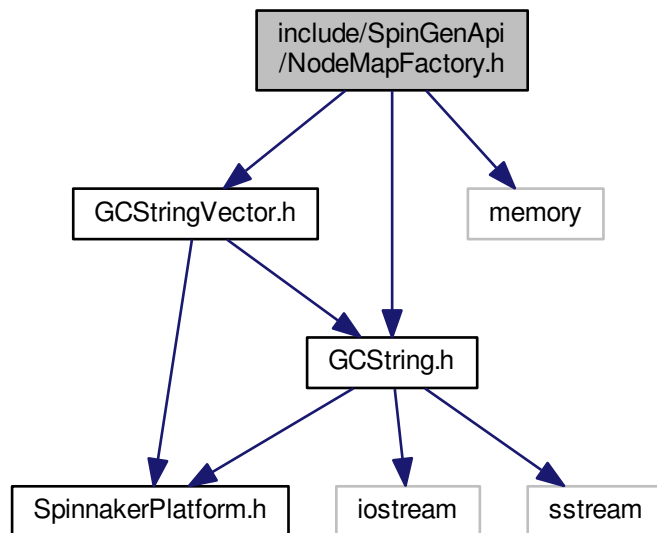 include/SpinGenApi
/NodeMapFactory.h
GCStringVector.h
memory
GCString.h
SpinnakerPlatform.h
iostream
sstream